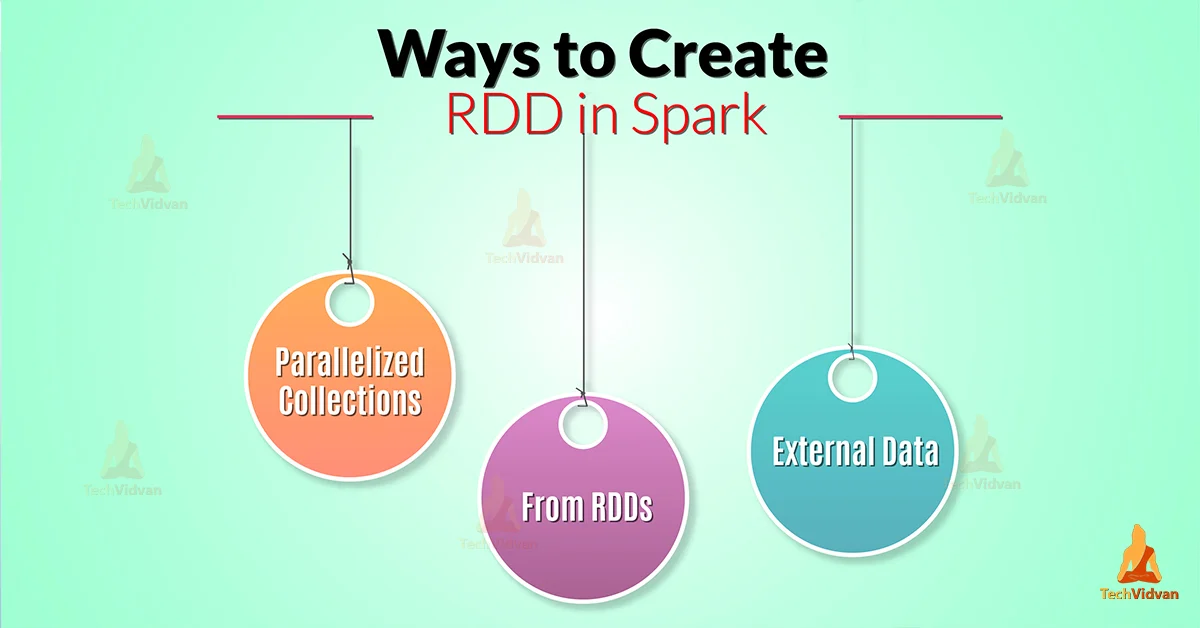 Ways to Create
RDD in Spark
TechVidvan
TechVidvan
TechVidvan
Parallelized
Collections
External Data
From RDDs
TechVidvan
TechVidvan
TechVidvan
TechVidvan